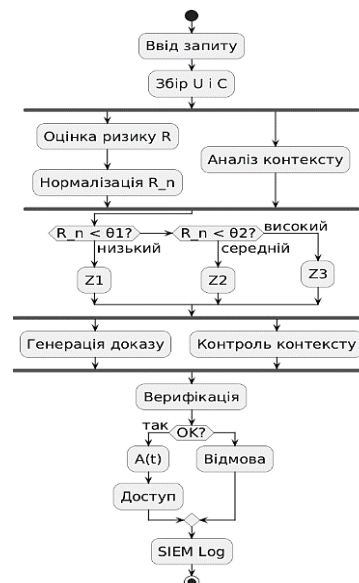 Ввід запиту
Збір U і C
Оцінка ризику R
Аналіз контексту
Нормалізація R_n
R_n < θ1?
низький
R_n < θ2?
середній
високий
Z1
Z2
Z3
Генерація доказу
Контроль контексту
Верифікація
OK?
так
A(t)
Відмова
Доступ
SIEM Log